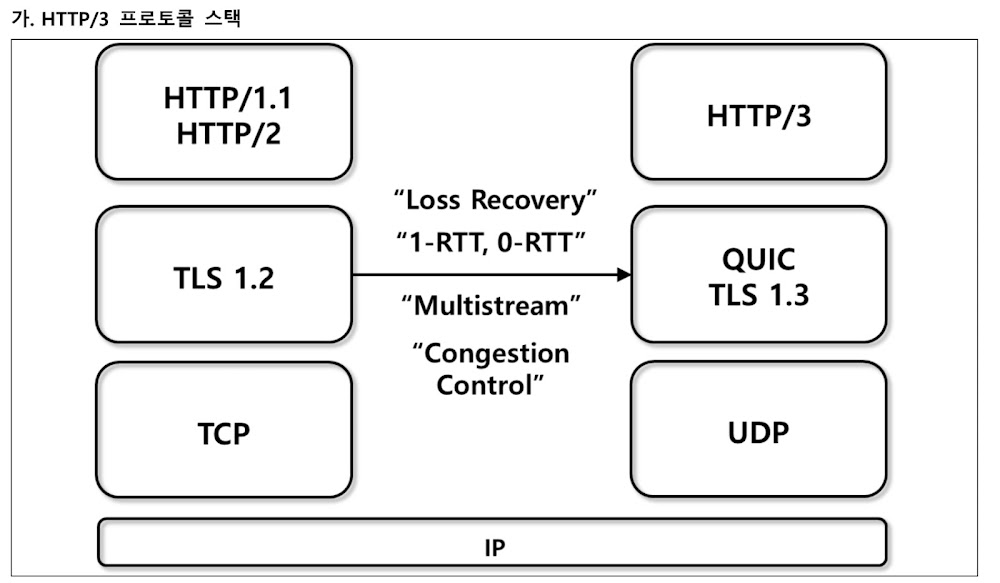 가. HTTP/3 프로토콜 스택
HTTP/1.1
HTTP/2
HTTP/3
“Loss Recovery”
“1-RTT, 0-RTT”
TLS 1.2
QUIC
TLS 1.3
“Multistream”
“Congestion
Control”
TCP
UDP
IP